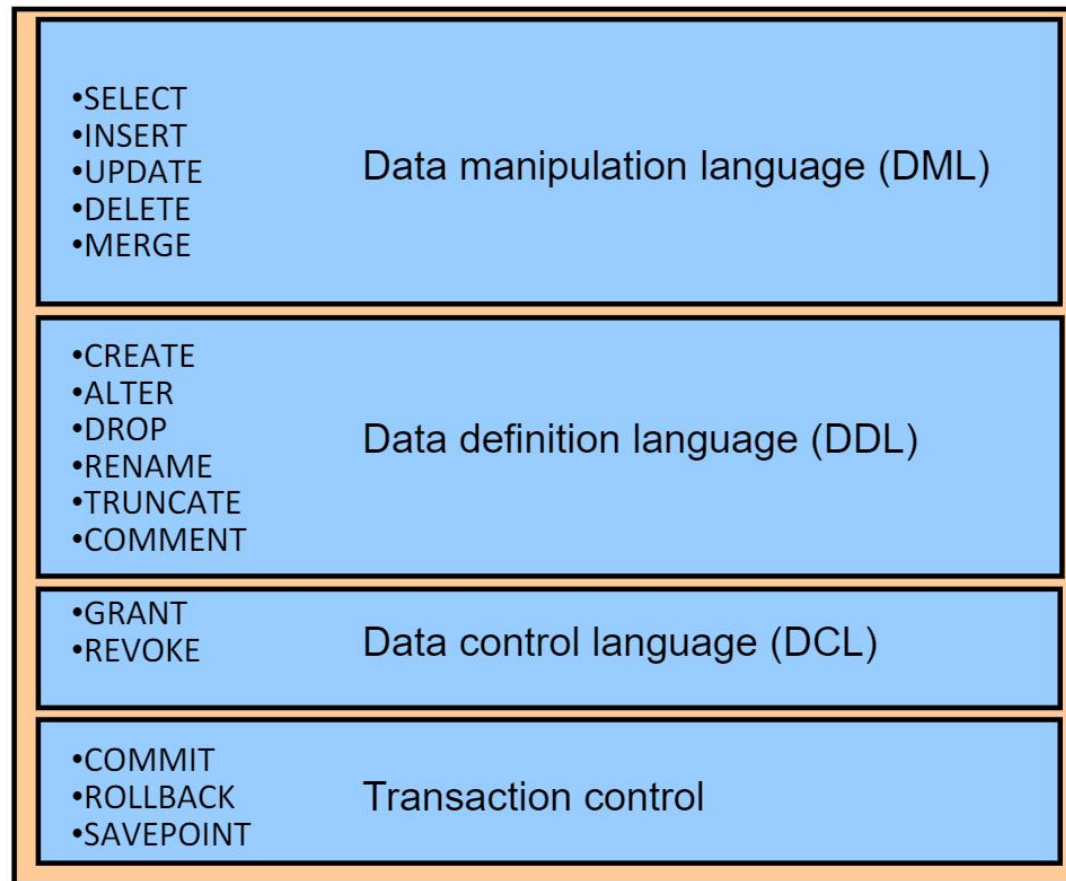 •SELECT
•INSERT
•UPDATE
•DELETE
•MERGE
Data manipulation language (DML)
•CREATE
•ALTER
•DROP
•RENAME
•TRUNCATE
•COMMENT
Data definition language (DDL)
•GRANT
•REVOKE
Data control language (DCL)
•COMMIT
•ROLLBACK
•SAVEPOINT
Transaction control